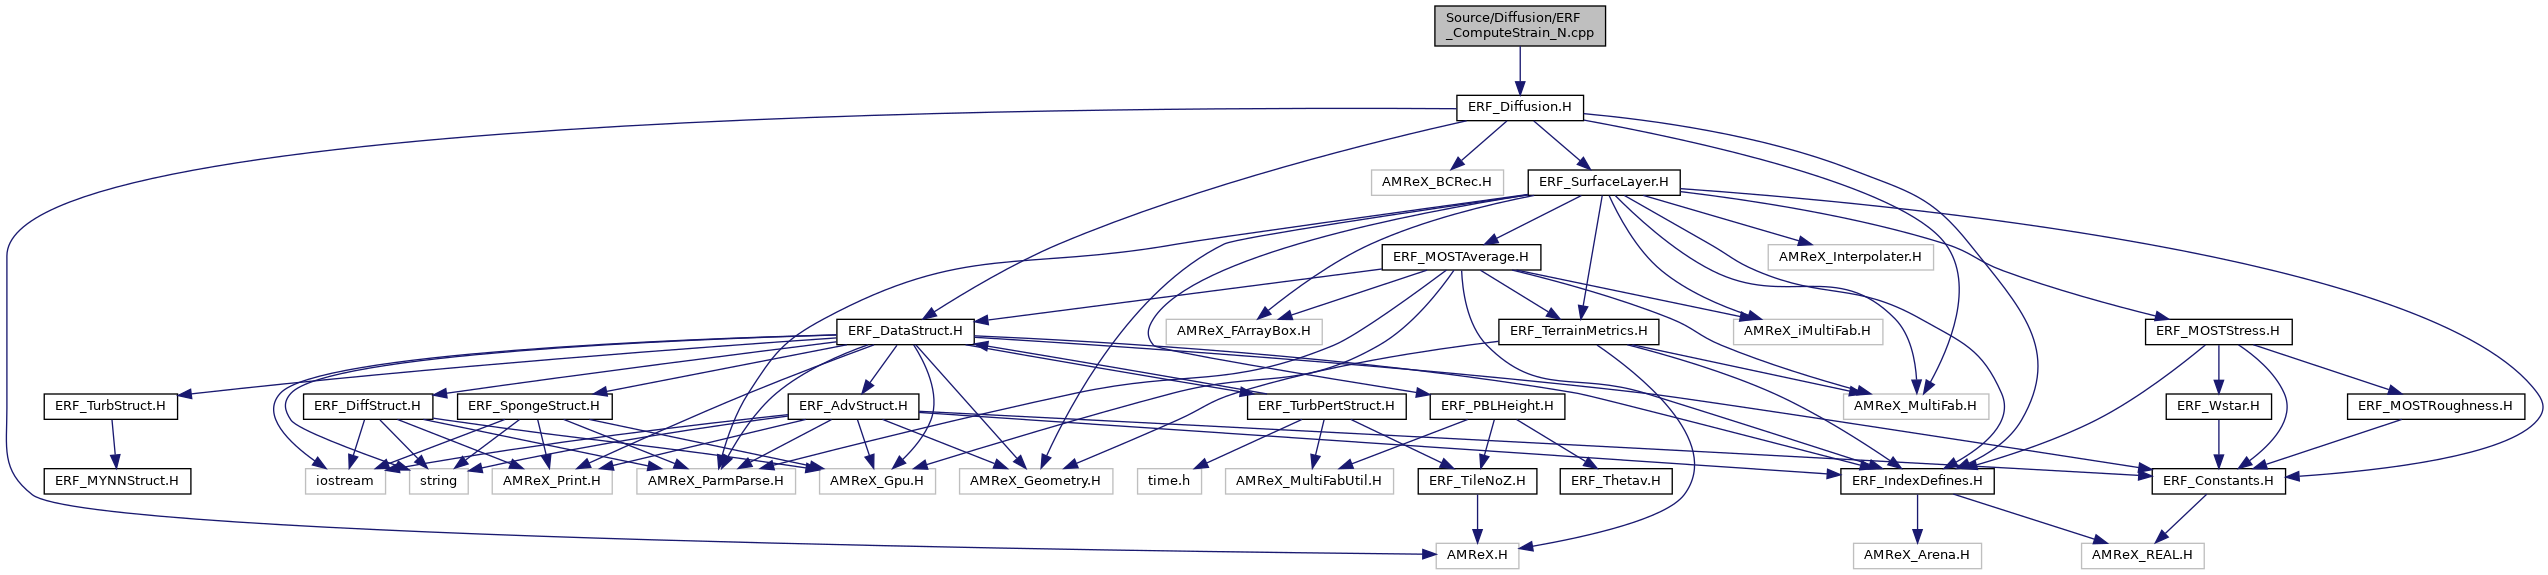 Source/Diffusion/ERF
_ComputeStrain_N.cpp
ERF_Diffusion.H
AMReX_BCRec.H
ERF_SurfaceLayer.H
ERF_MOSTAverage.H
AMReX_Interpolater.H
ERF_DataStruct.H
AMReX_FArrayBox.H
ERF_TerrainMetrics.H
AMReX_iMultiFab.H
ERF_MOSTStress.H
ERF_TurbStruct.H
ERF_DiffStruct.H
ERF_SpongeStruct.H
ERF_AdvStruct.H
ERF_TurbPertStruct.H
ERF_PBLHeight.H
AMReX_MultiFab.H
ERF_Wstar.H
ERF_MOSTRoughness.H
ERF_MYNNStruct.H
iostream
string
AMReX_Print.H
AMReX_ParmParse.H
AMReX_Gpu.H
AMReX_Geometry.H
time.h
AMReX_MultiFabUtil.H
ERF_TileNoZ.H
ERF_Thetav.H
ERF_IndexDefines.H
ERF_Constants.H
AMReX.H
AMReX_Arena.H
AMReX_REAL.H